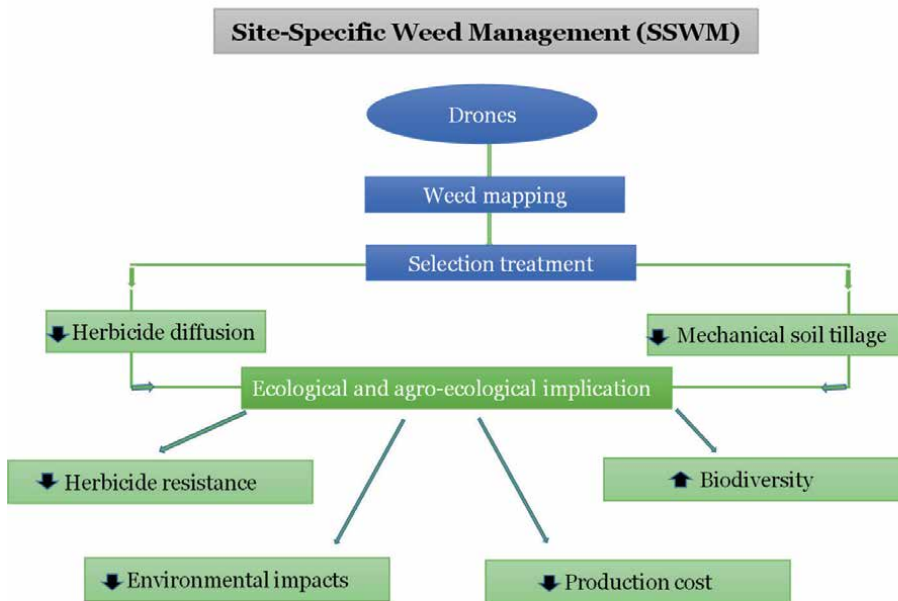 Site-Specific Weed Management (SSWM)
Drones
Weed mapping
Selection treatment
Herbicide diffusion
Mechanical soil tillage
Ecological and agro-ecological implication
Herbicide resistance
Biodiversity
Environmental impacts
Production cost